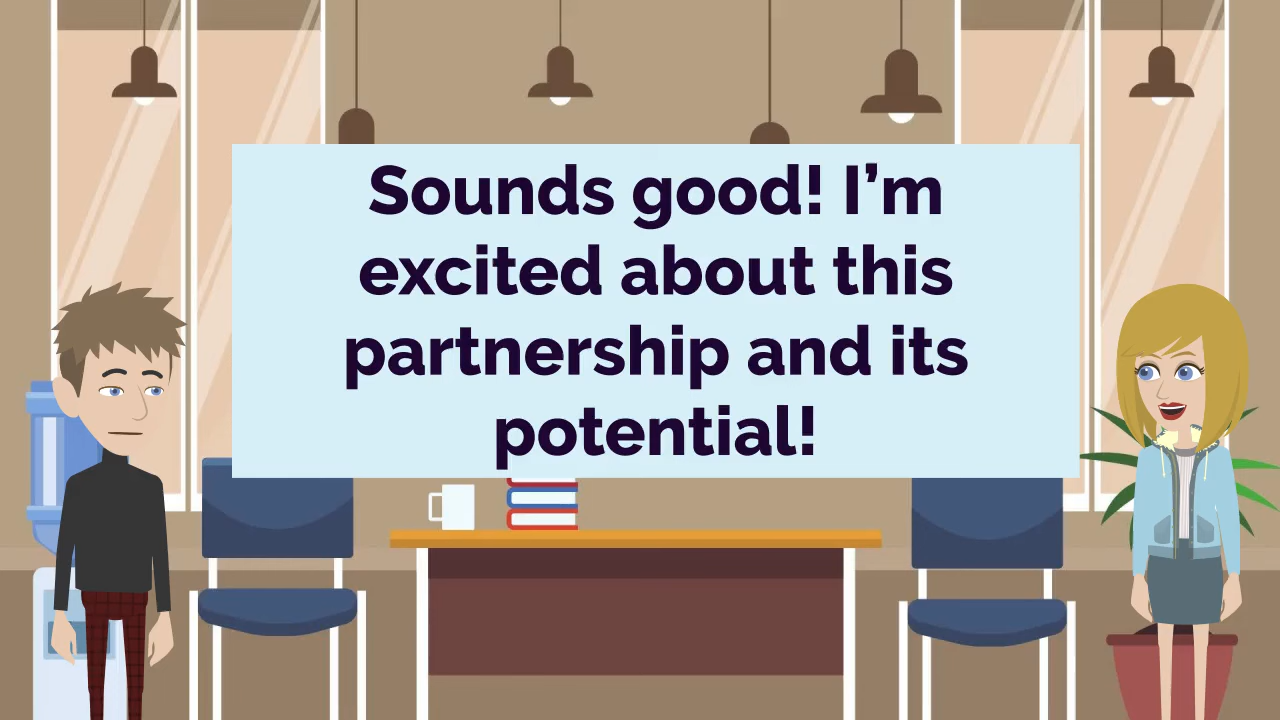 Sounds good! I’m
excited about this
partnership and its
potential!